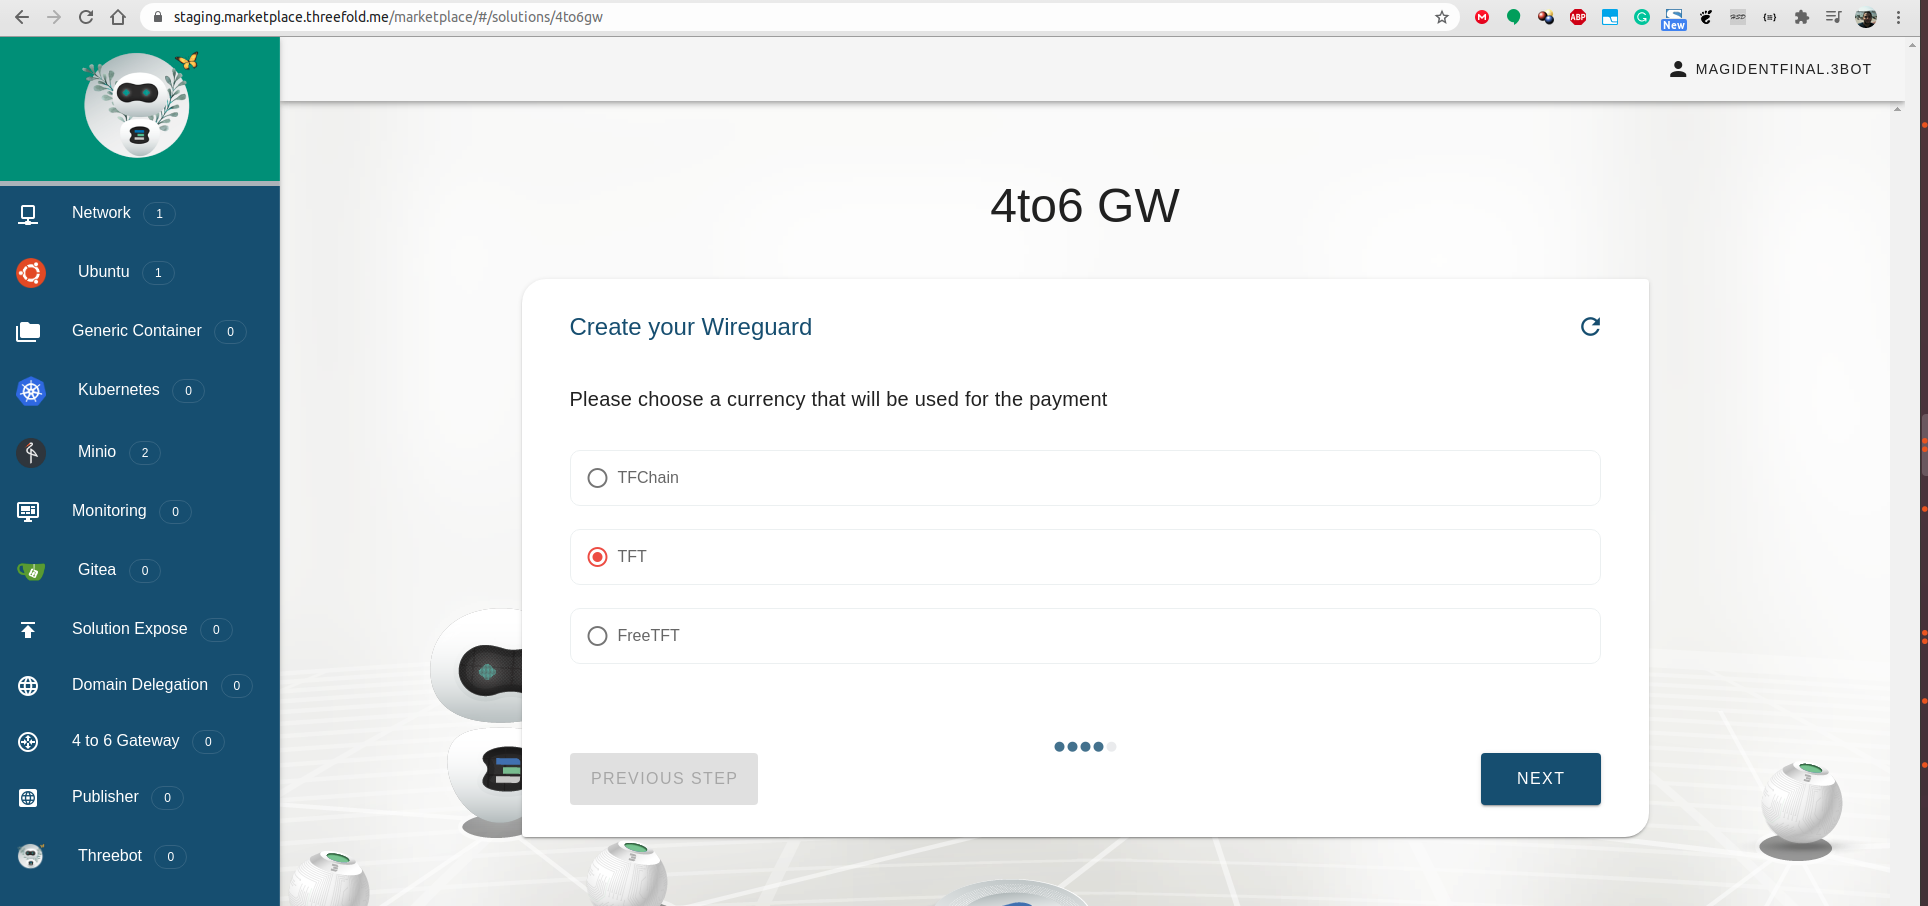 staging.marketplace.threefold.me/marketplace/#/solutions/4to6gw
ABP
New
MAGIDENTFINAL.3BOT
Network 1
Ubuntu 1
Generic Container 0
Kubernetes 0
Minio 2
Monitoring 0
Gitea 0
Solution Expose 0
Domain Delegation 0
4 to 6 Gateway 0
Publisher 0
Threebot 0
4to6 GW
Create your Wireguard
Please choose a currency that will be used for the payment
TFChain
TFT
FreeTFT
PREVIOUS STEP
NEXT